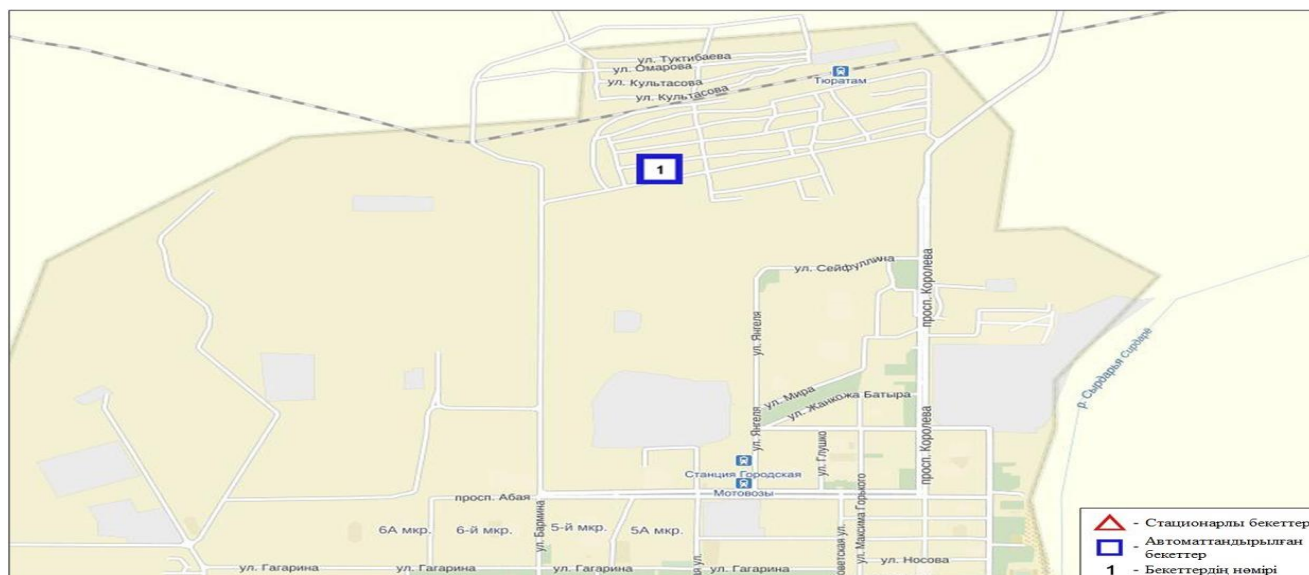 ул. Туктибаева
ул. Омарова
Тюратам
ул. Культасова
ул. Культасова
1
ул. Сейфуллина
просп. Королева
ул. Янгеля
р. Сырдарья Сирдарё
ул. Мира
ул. Жанкожа Батыра
ул. Янгеля
просп. Королева
ул. Глушко
Станция Городская
ул. Максима Горького
просп. Королева
просп. Абая
Мотовозы
6А мкр.
6-й мкр.
5-й мкр.
5А мкр.
ул. Бармина
ул. Носова
ул. Гагарина
ул. Гагарина
ул. Гагарина
ул. Гагарина
- Стационарлы бекеттер
- Автоматтандырылған
бекеттер
1 - Бекеттердің нөмірі